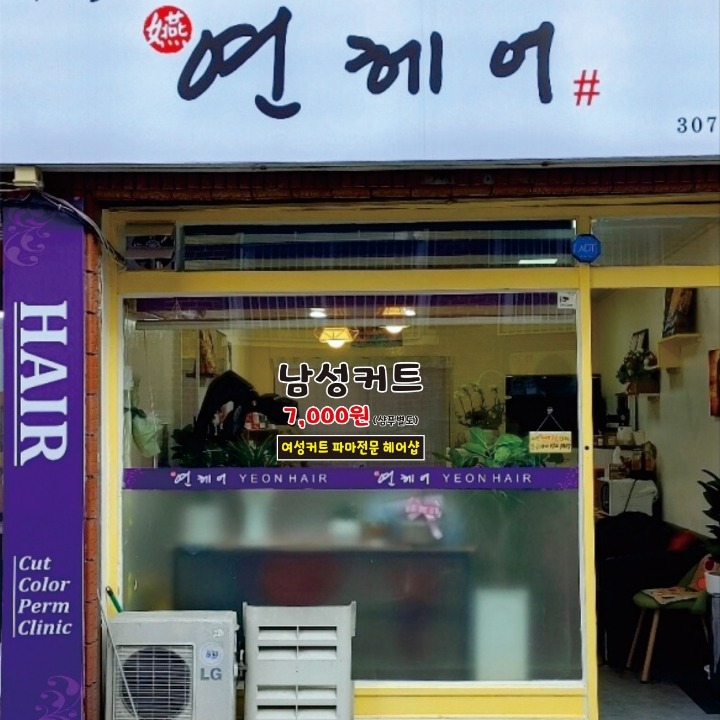 嬿
연헤어#
307
HAIR
Cut
Color
Perm
Clinic
ADT
남성커트
7,000원 (샴푸별도)
여성커트 파마전문 헤어샵
연헤어 YEON HAIR 연헤어 YEON HAIR
LG